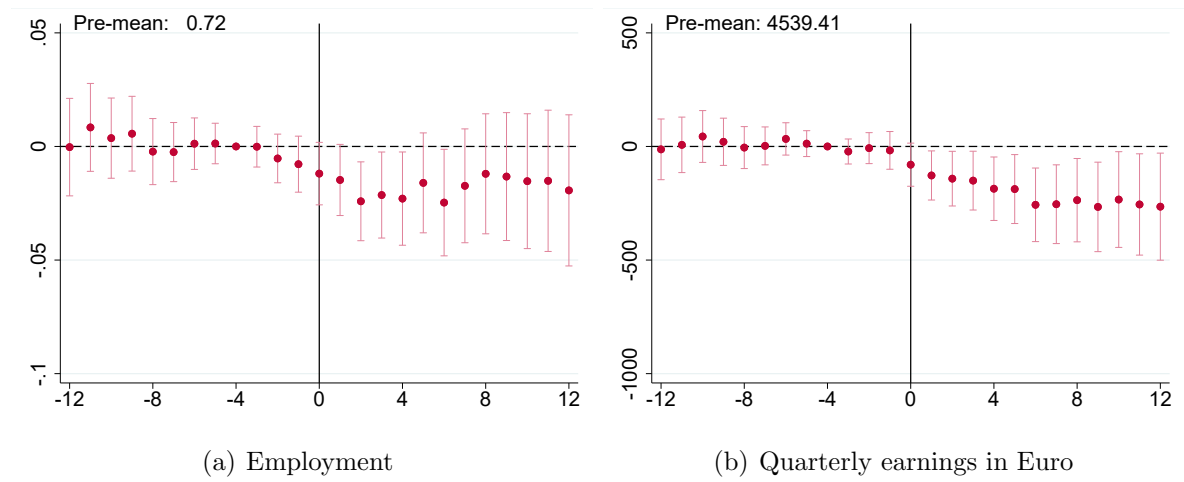 Pre-mean: 0.72
.05
0
-.05
-.1
-12 -8 -4 0 4 8 12
(a) Employment
Pre-mean: 4539.41
500
0
-500
-1000
-12 -8 -4 0 4 8 12
(b) Quarterly earnings in Euro